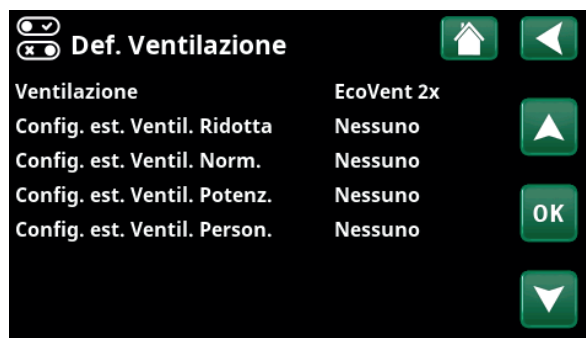 Def. Ventilazione
Ventilazione EcoVent 2x
Config. est. Ventil. Ridotta Nessuno
Config. est. Ventil. Norm. Nessuno
Config. est. Ventil. Potenz. Nessuno
Config. est. Ventil. Person. Nessuno
OK